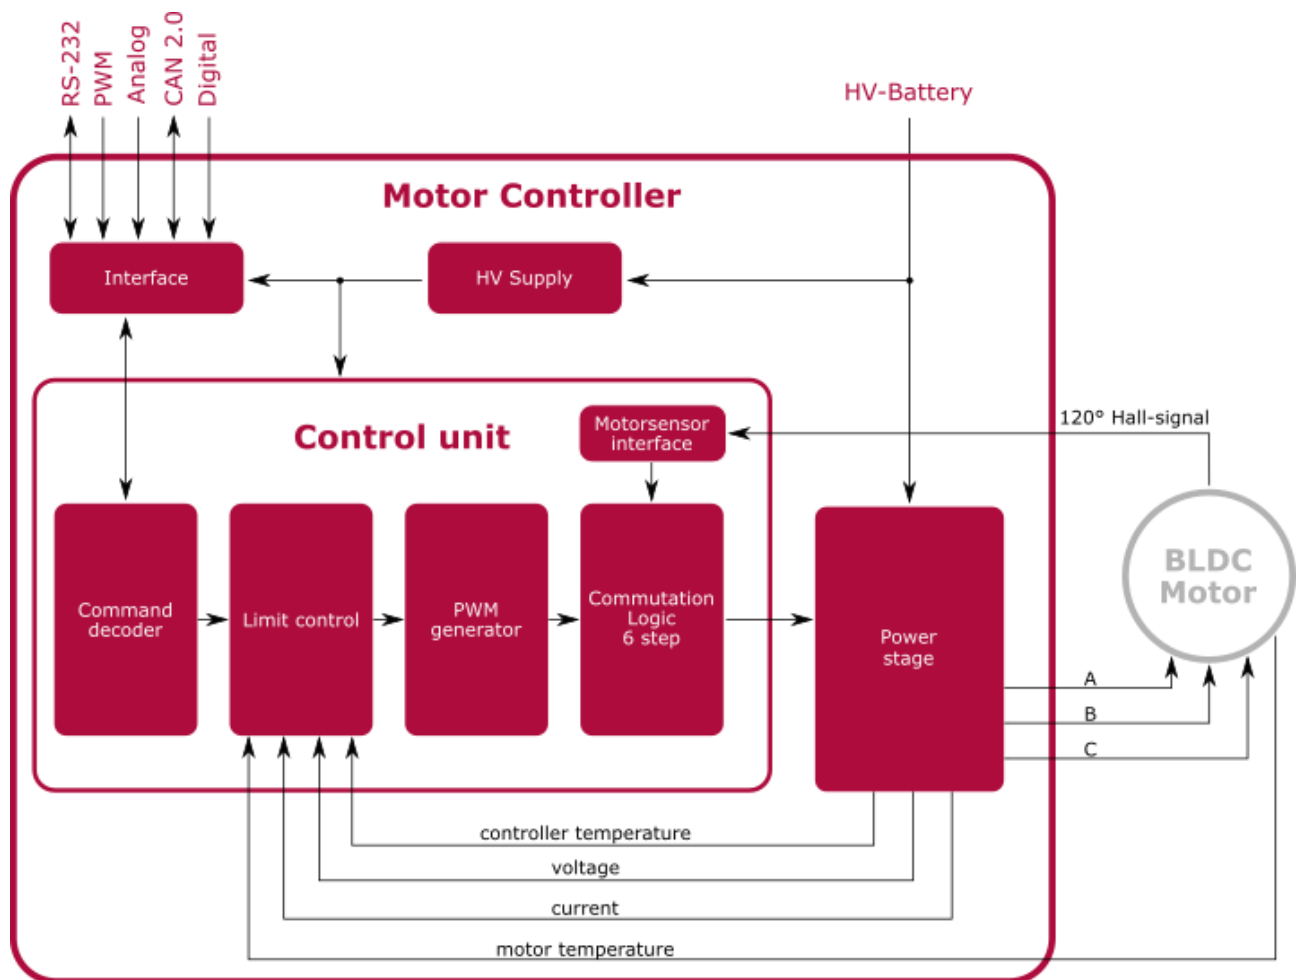 RS-232
PWM
Analog
CAN 2.0
Digital
HV-Battery
Motor Controller
Interface
HV Supply
120° Hall-signal
Control unit
Motorsensor
interface
BLDC
Motor
Command
decoder
Limit control
PWM
generator
Commutation
Logic
6 step
Power
stage
A
B
C
controller temperature
voltage
current
motor temperature